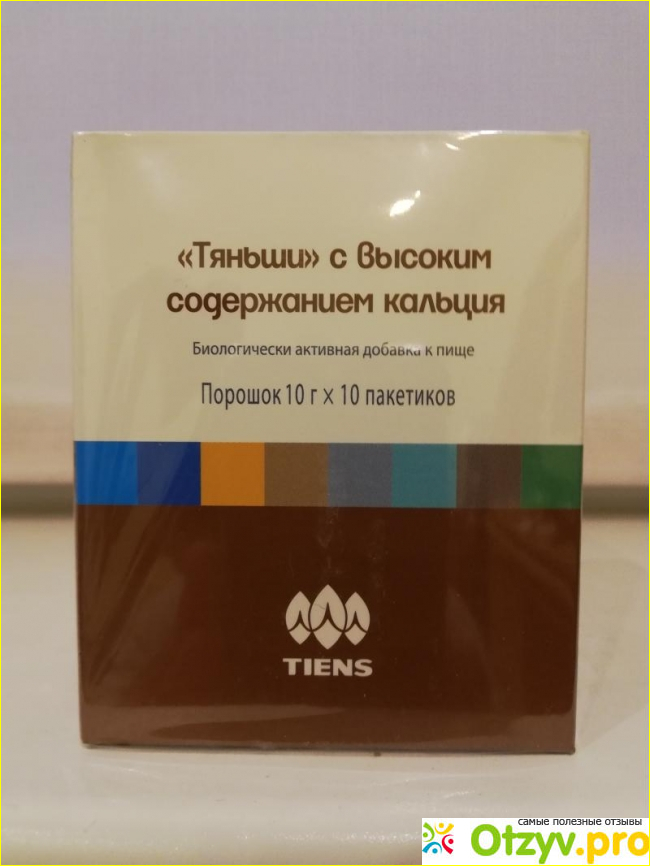 «Тяньши» с высоким
содержанием кальция
Биологически активная добавка к пище
Порошок 10 г × 10 пакетиков
TIENS
самые полезные отзывы
Otzyv.pro